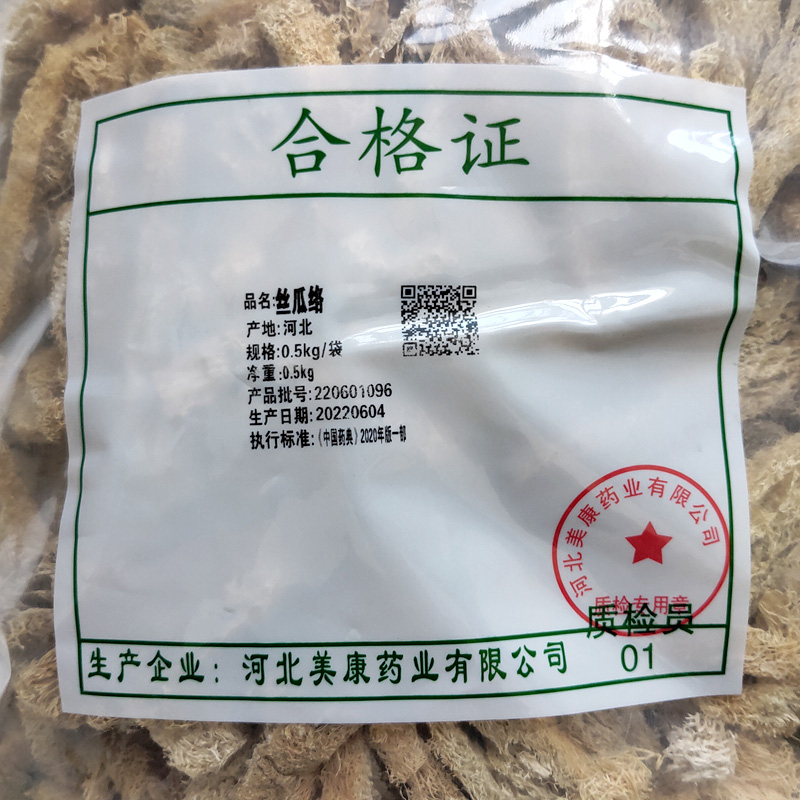 合格证
品名:丝瓜络
产地:河北
规格:0.5kg/袋
净重:0.5kg
产品批号:220601096
生产日期:20220604
执行标准:《中国药典》2020年版一部
河北美康药业有限公司
质检专用章
质检员
01
生产企业：河北美康药业有限公司